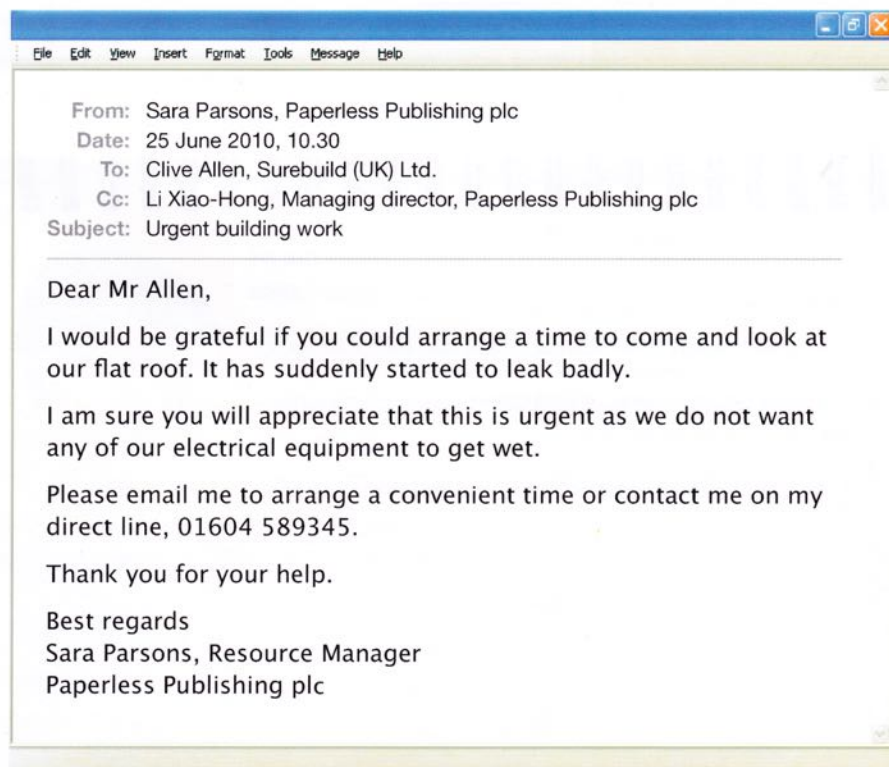 File Edit View Insert Format Tools Message Help
From: Sara Parsons, Paperless Publishing plc
Date: 25 June 2010, 10.30
To: Clive Allen, Surebuild (UK) Ltd.
Cc: Li Xiao-Hong, Managing director, Paperless Publishing plc
Subject: Urgent building work
Dear Mr Allen,
I would be grateful if you could arrange a time to come and look at
our flat roof. It has suddenly started to leak badly.
I am sure you will appreciate that this is urgent as we do not want
any of our electrical equipment to get wet.
Please email me to arrange a convenient time or contact me on my
direct line, 01604 589345.
Thank you for your help.
Best regards
Sara Parsons, Resource Manager
Paperless Publishing plc